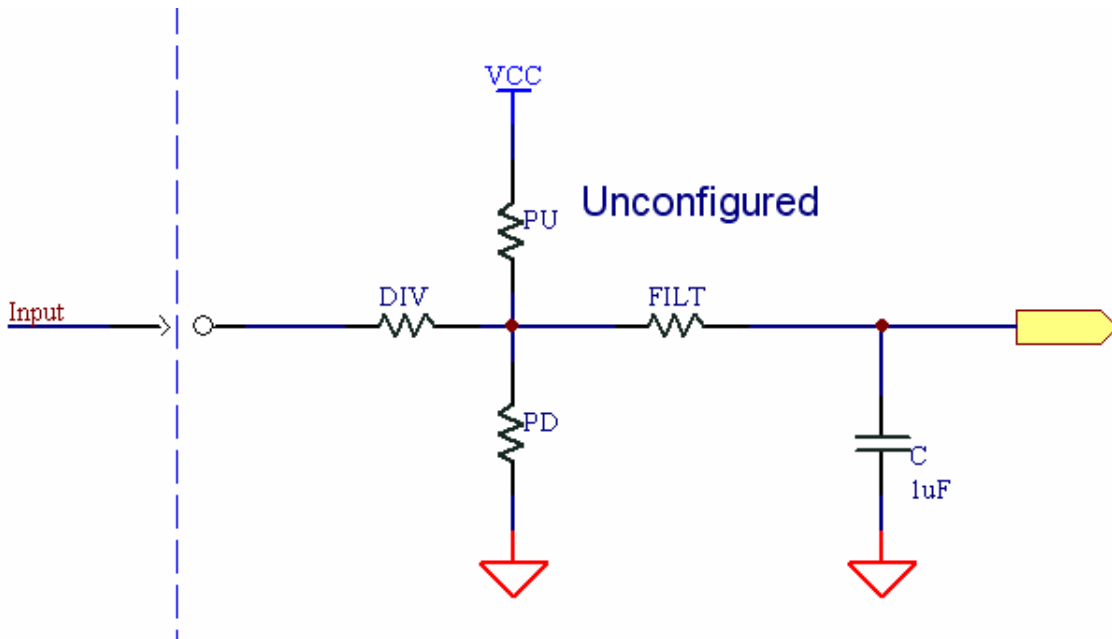 VCC
Unconfigured
PU
Input
DIV
FILT
PD
C
1uF